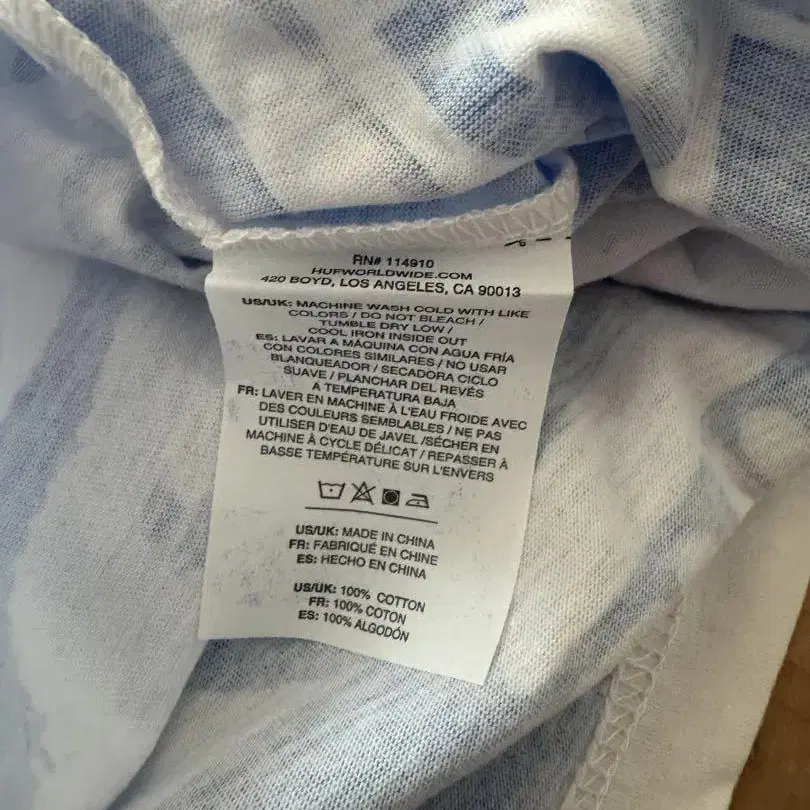 RN# 114910
HUFWORLDWIDE.COM
420 BOYD, LOS ANGELES, CA 90013
US/UK: MACHINE WASH COLD WITH LIKE
COLORS / DO NOT BLEACH /
TUMBLE DRY LOW /
COOL IRON INSIDE OUT
ES: LAVAR A MÁQUINA CON AGUA FRÍA
CON COLORES SIMILARES / NO USAR
BLANQUEADOR / SECADORA CICLO
SUAVE / PLANCHAR DEL REVÉS
A TEMPERATURA BAJA
FR: LAVER EN MACHINE À L'EAU FROIDE AVEC
DES COULEURS SEMBLABLES / NE PAS
UTILISER D'EAU DE JAVEL /SÉCHER EN
MACHINE À CYCLE DÉLICAT / REPASSER À
BASSE TEMPÉRATURE SUR L'ENVERS
US/UK: MADE IN CHINA
FR: FABRIQUÉ EN CHINE
ES: HECHO EN CHINA
US/UK: 100% COTTON
FR: 100% COTON
ES: 100% ALGODÓN